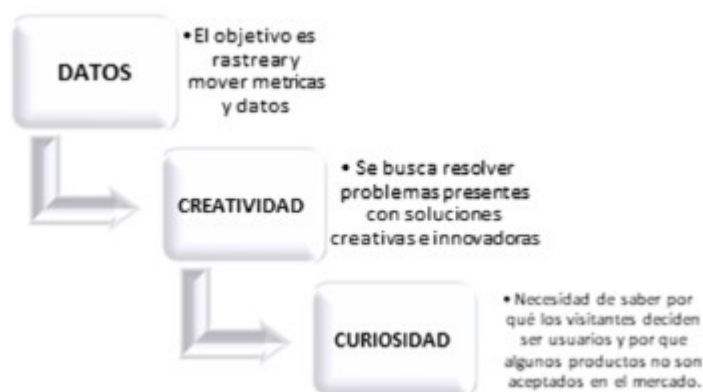 DATOS
•El objetivo es
rastrear y
mover metricas
y datos
CREATIVIDAD
• Se busca resolver
problemas presentes
con soluciones
creativas e innovadoras
CURIOSIDAD
• Necesidad de saber por
qué los visitantes deciden
ser usuarios y por que
algunos productos no son
aceptados en el mercado.